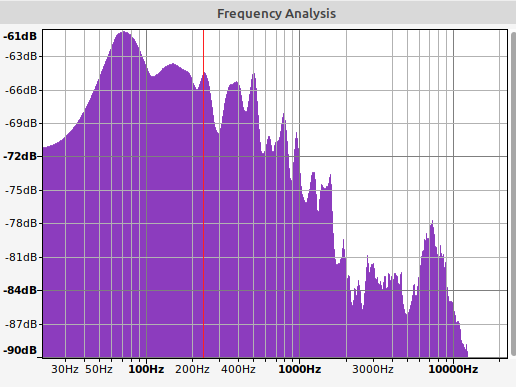 Frequency Analysis
-61dB
-63dB
-66dB
-69dB
-72dB
-75dB
-78dB
-81dB
-84dB
-87dB
-90dB
30Hz 50Hz 100Hz 200Hz 400Hz 1000Hz 3000Hz 10000Hz